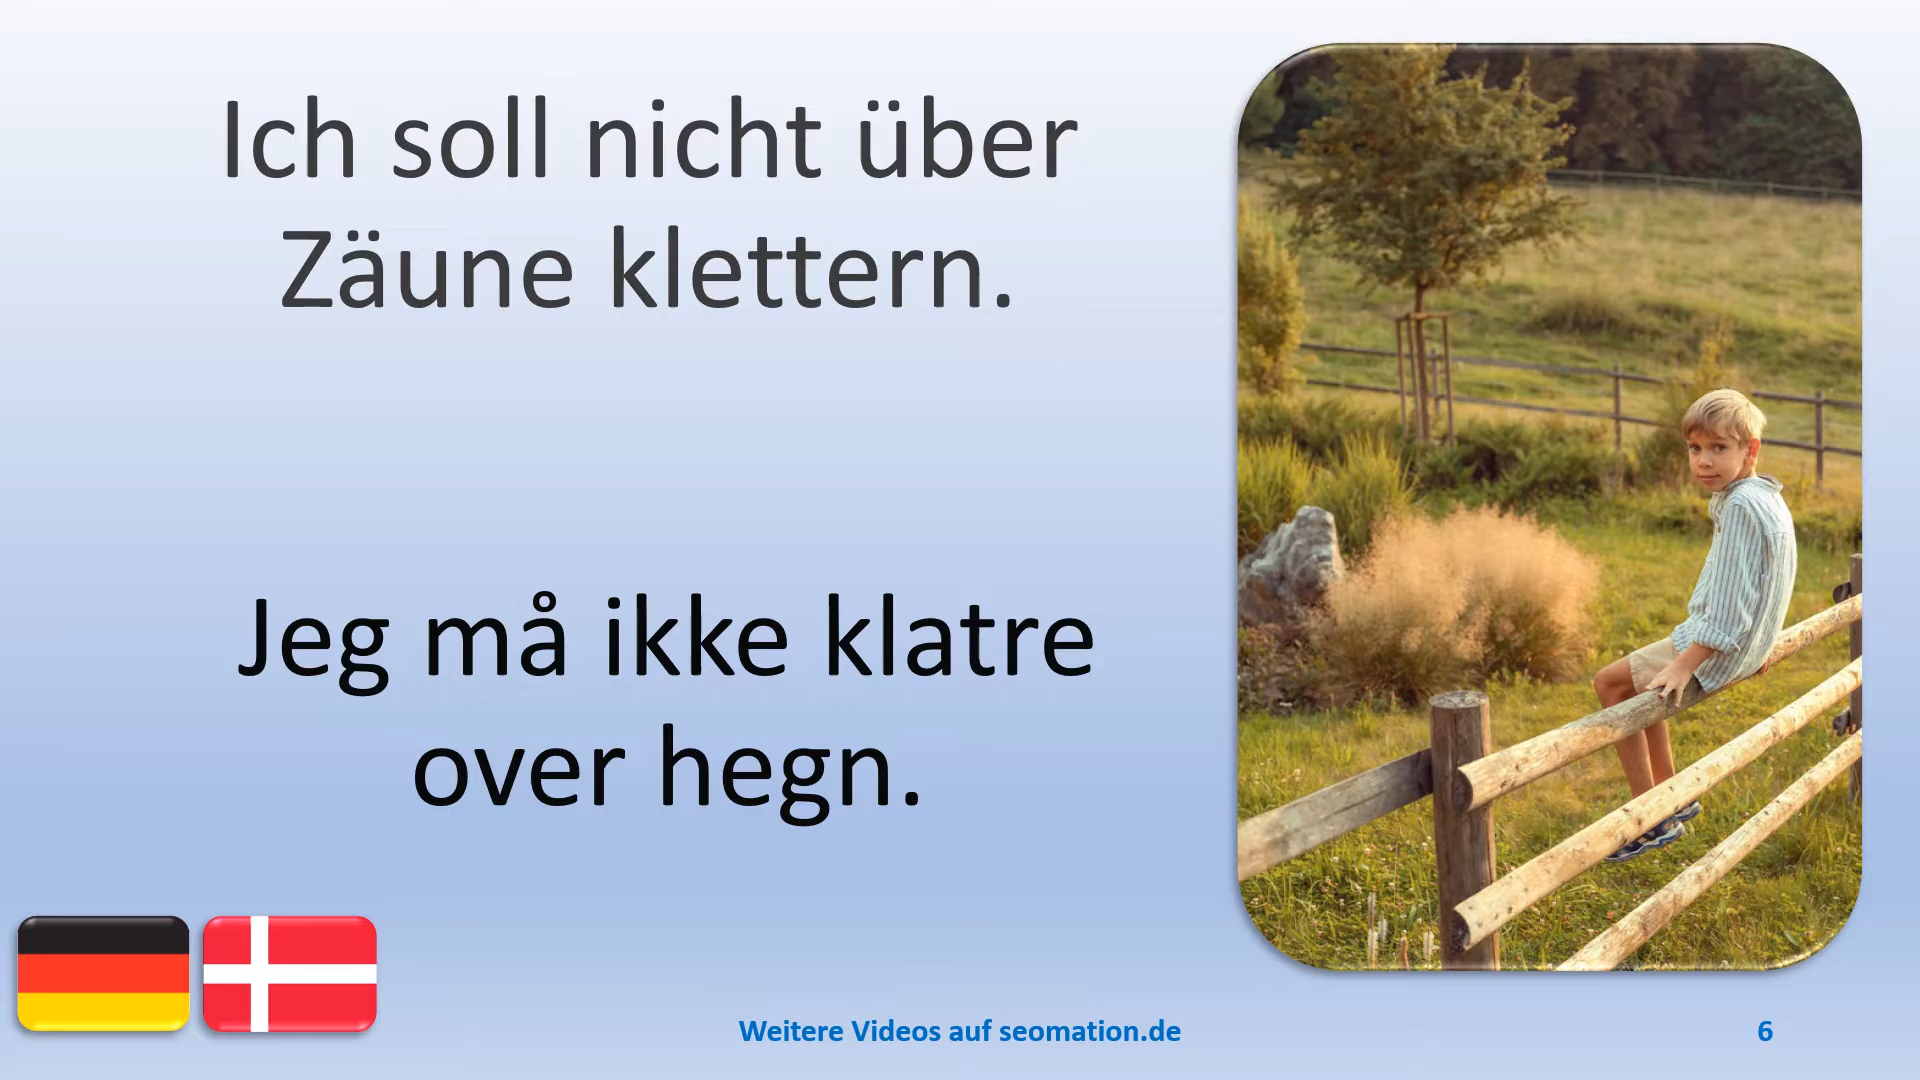 Ich soll nicht über
Zäune klettern.
Jeg må ikke klatre
over hegn.
Weitere Videos auf seomation.de
6